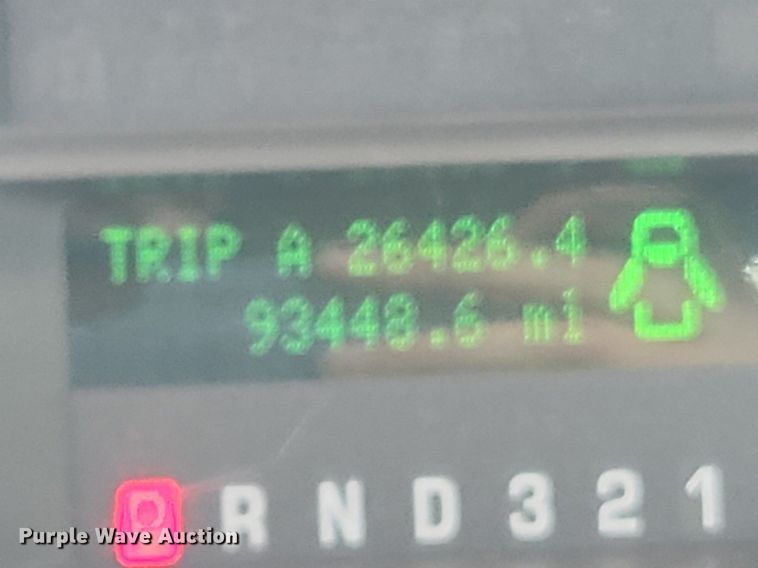 TRIP A 26426.4
93448.6 mi
P R N D 3 2 1
Purple Wave Auction